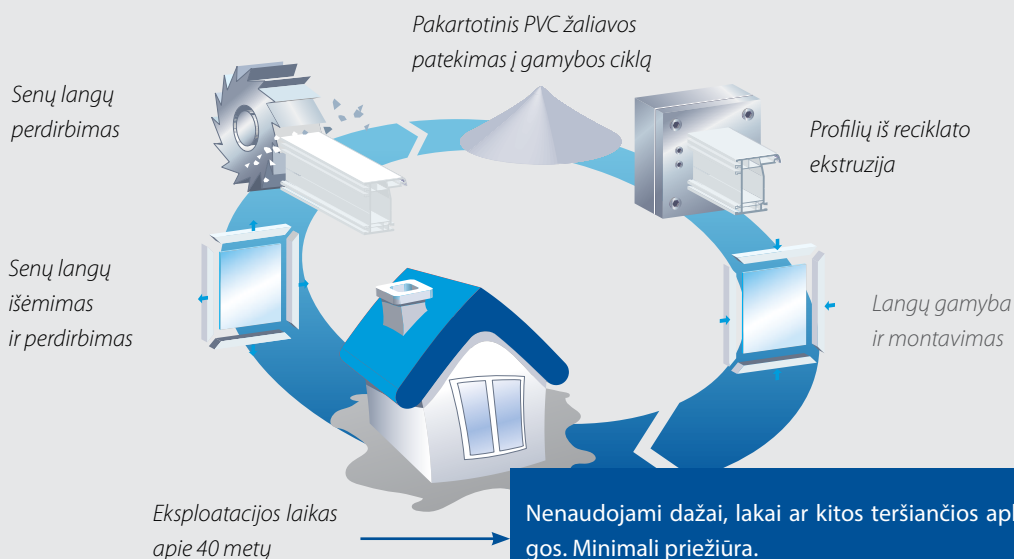 Pakartotinis PVC žaliavos
patekimas į gamybos ciklą
Senų langų
perdirbimas
Profilių iš reciklato
ekstruzija
Senų langų
išėmimas
ir perdirbimas
Langų gamyba
ir montavimas
Eksploatacijos laikas
apie 40 metų
Nenaudojami dažai, lakai ar kitos teršiančios
gos. Minimali priežiūra.